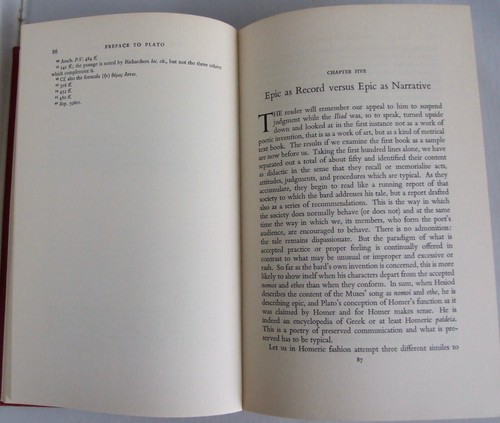 86
PREFACE TO PLATO
Aesch. P.V. 484 ff.
541 ff.; the passage is noted by Richardson loc. cit., but not the three others
which complement it.
Cf. also the formula
316 ff.
455 ff.
480 ff.
Rep.
CHAPTER FIVE
Epic as Record versus Epic as Narrative
THE reader will remember our appeal to him to suspend
judgment while the Iliad was, so to speak, turned upside
down and looked at in the first instance not as a work of
poetic invention, that is as a work of art, but as a kind of metrical
text book. The results if we examine the first book as a sample
are now before us. Taking the first hundred lines alone, we have
separated out a total of about fifty and identified their content
as didactic in the sense that they recall or memorialise acts,
attitudes, judgments, and procedures which are typical. As they
accumulate, they begin to read like a running report of that
society to which the bard addresses his tale, but a report drafted
also as a series of recommendations. This is the way in which
the society does normally behave (or does not) and at the same
time the way in which we, its members, who form the poet's
audience, are encouraged to behave. There is no admonition:
the tale remains dispassionate. But the paradigm of what is
accepted practice or proper feeling is continually offered in
contrast to what may be unusual or improper and excessive or
rash. So far as the bard's own invention is concerned, this is more
likely to show itself when his characters depart from the accepted
nomos and ethos than when they conform. In sum, when Hesiod
describes the content of the Muses' song as nomoi and ethe, he is
describing epic, and Plato's conception of Homer's function as it
was claimed by Homer and for Homer makes sense. He is
indeed an encyclopedia of Greek or at least Homeric paideia.
This is a poetry of preserved communication and what is pre-
served has to be typical.
Let us in Homeric fashion attempt three different similes to
87